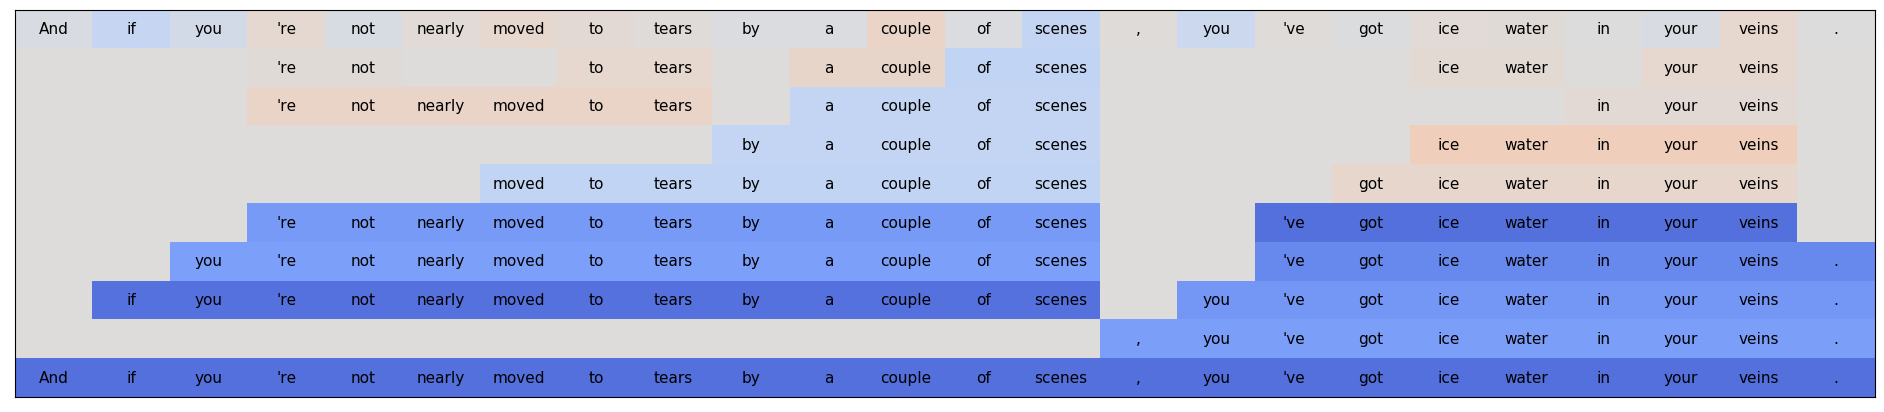 And if you 're not nearly moved to tears by a couple of scenes , you 've got ice water in your veins .
're not to tears a couple of scenes ice water your veins
're not nearly moved to tears a couple of scenes in your veins
by a couple of scenes ice water in your veins
moved to tears by a couple of scenes got ice water in your veins
're not nearly moved to tears by a couple of scenes 've got ice water in your veins
you 're not nearly moved to tears by a couple of scenes 've got ice water in your veins .
if you 're not nearly moved to tears by a couple of scenes you 've got ice water in your veins .
, you 've got ice water in your veins .
And if you 're not nearly moved to tears by a couple of scenes , you 've got ice water in your veins .